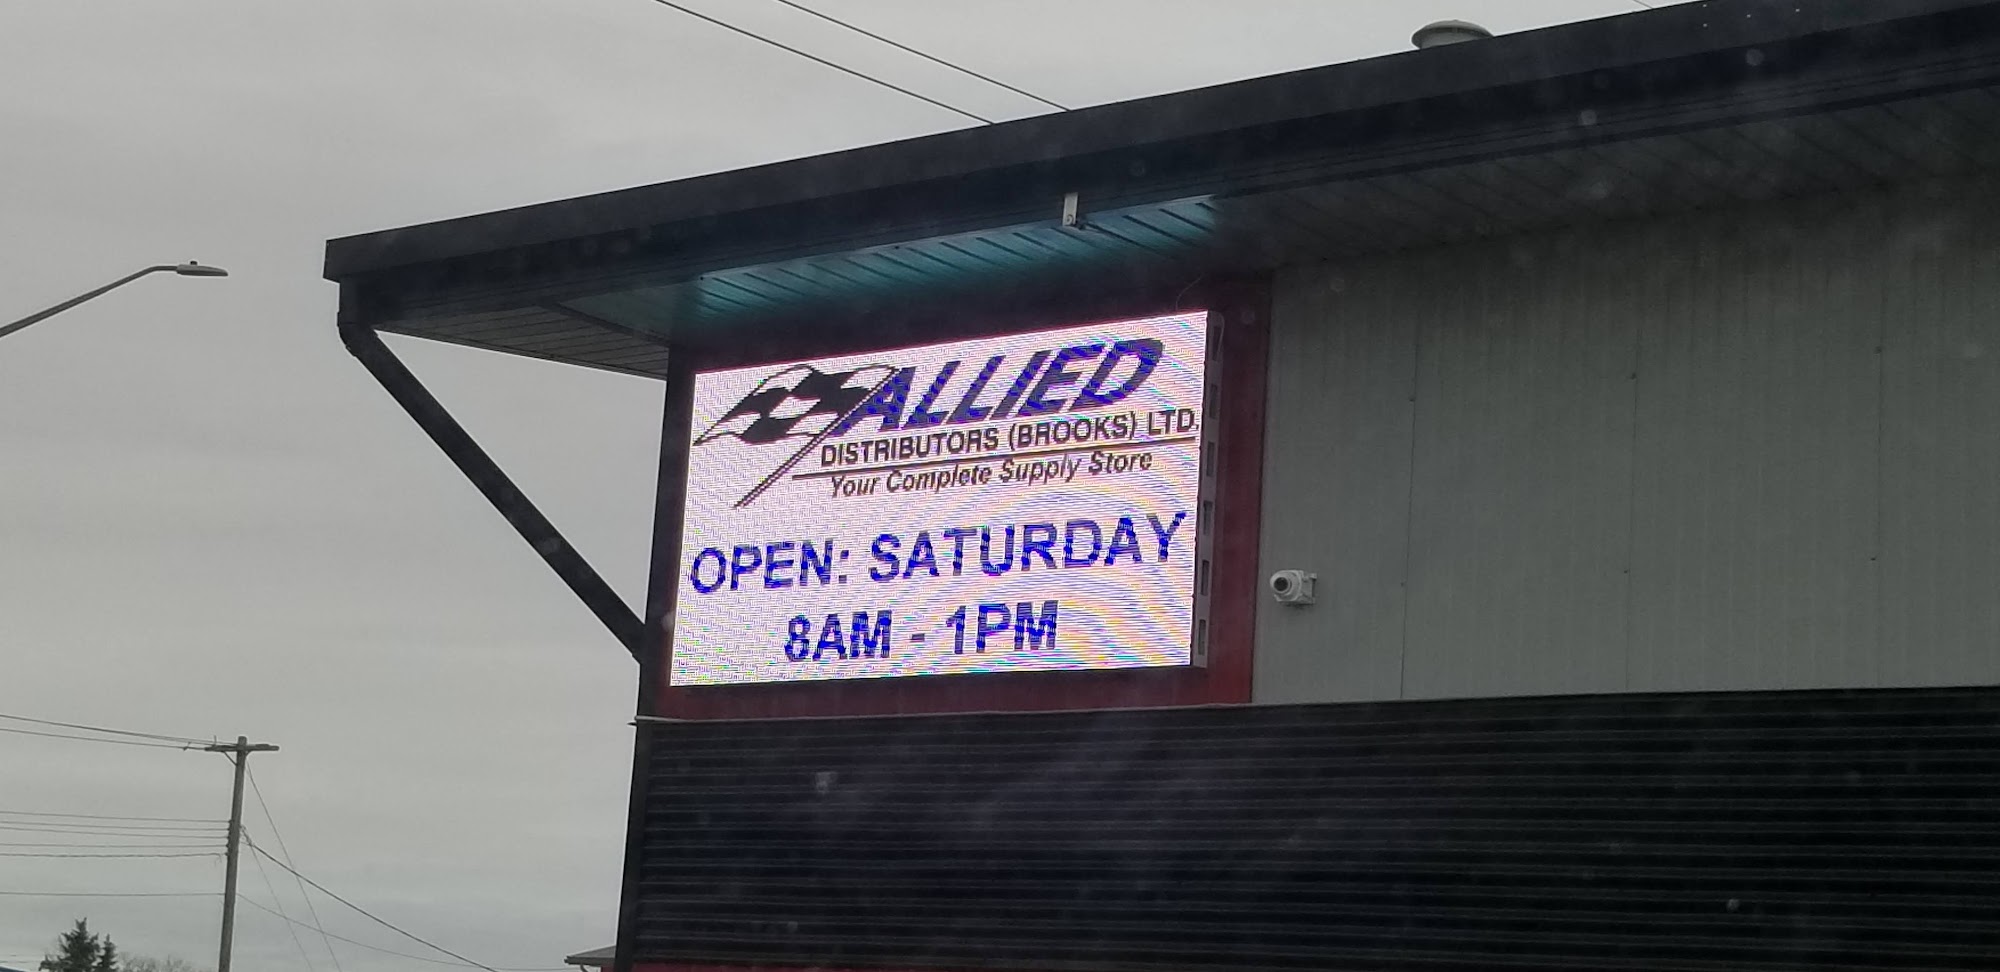 ALLIED
DISTRIBUTORS (BROOKS) LTD.
Your Complete Supply Store
OPEN: SATURDAY
8AM - 1PM